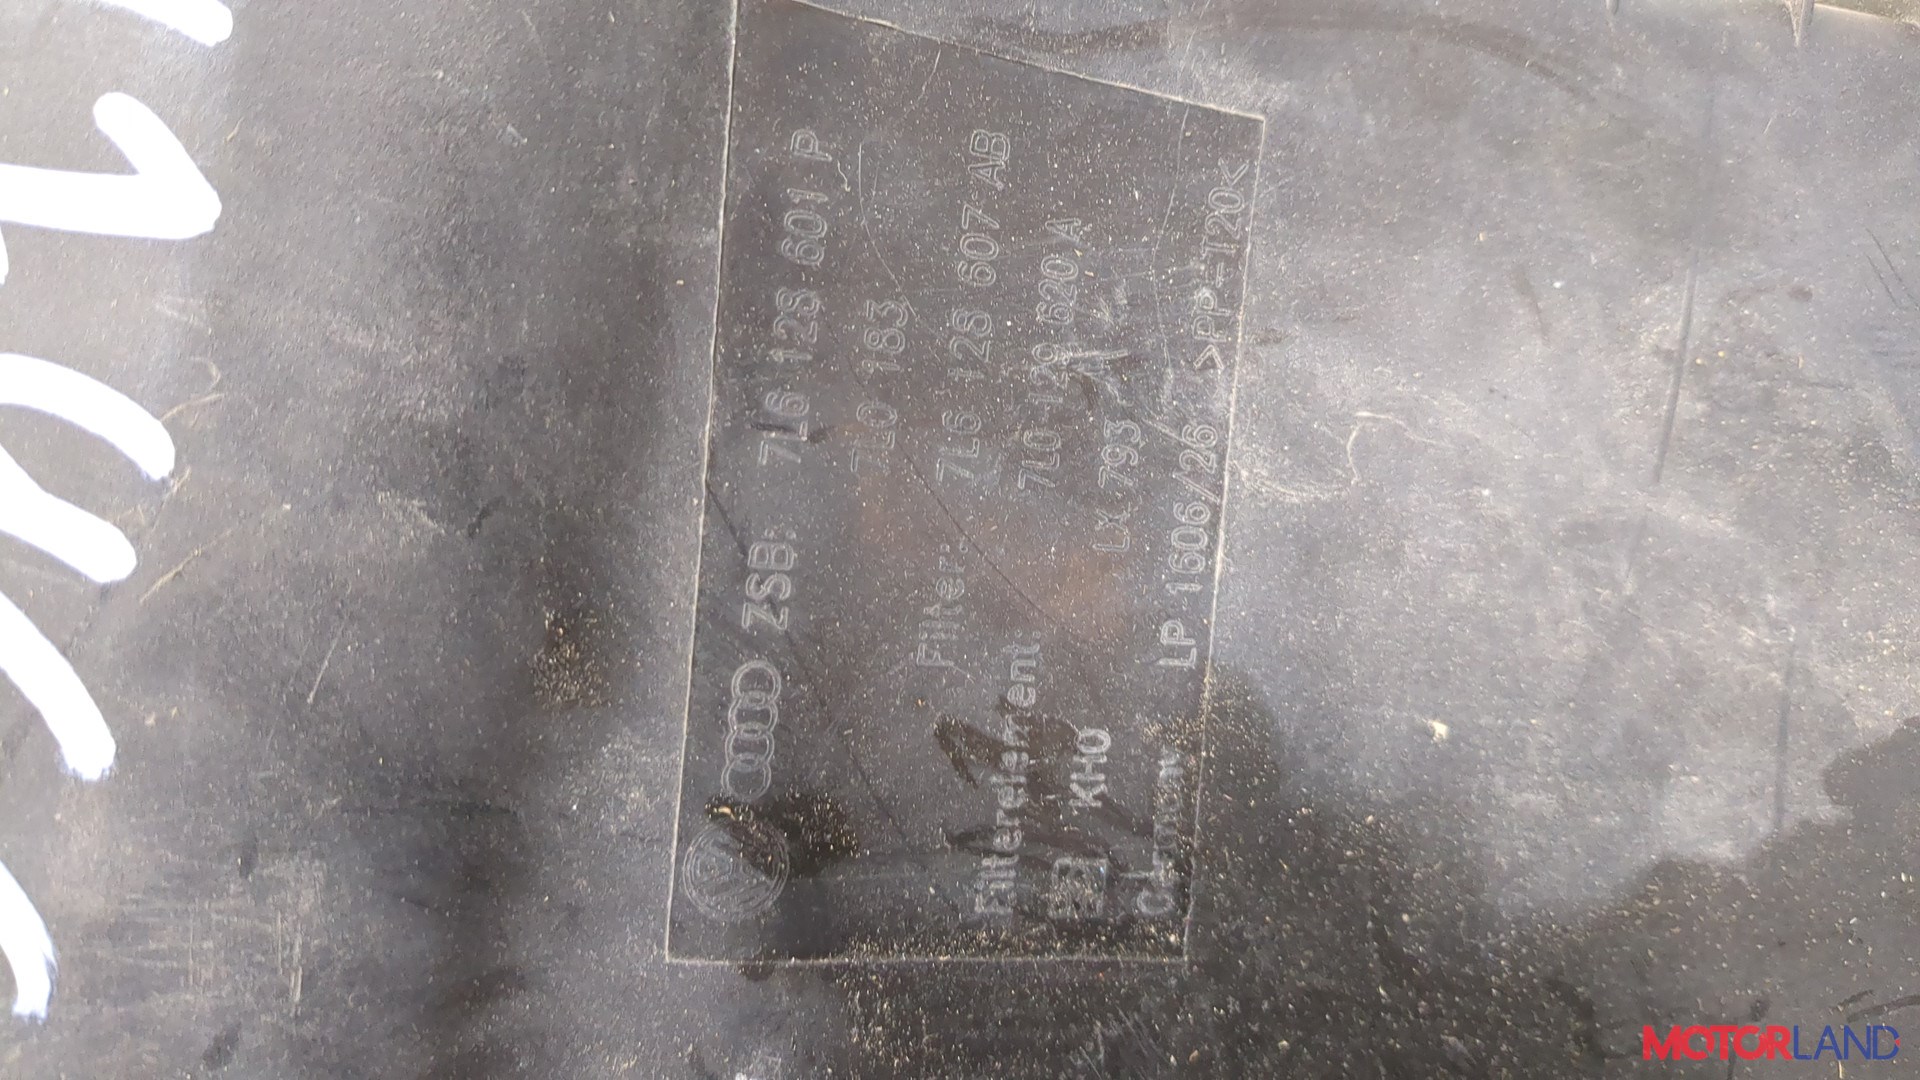 ZSB: 7L6 128 601 P
7L0 183
Filter: 7L6 128 607 AB
Filterelement: 7L0 129 620 A
KHO LX 793
Germany LP 1606/26 >PP-T20<
MOTORLAND